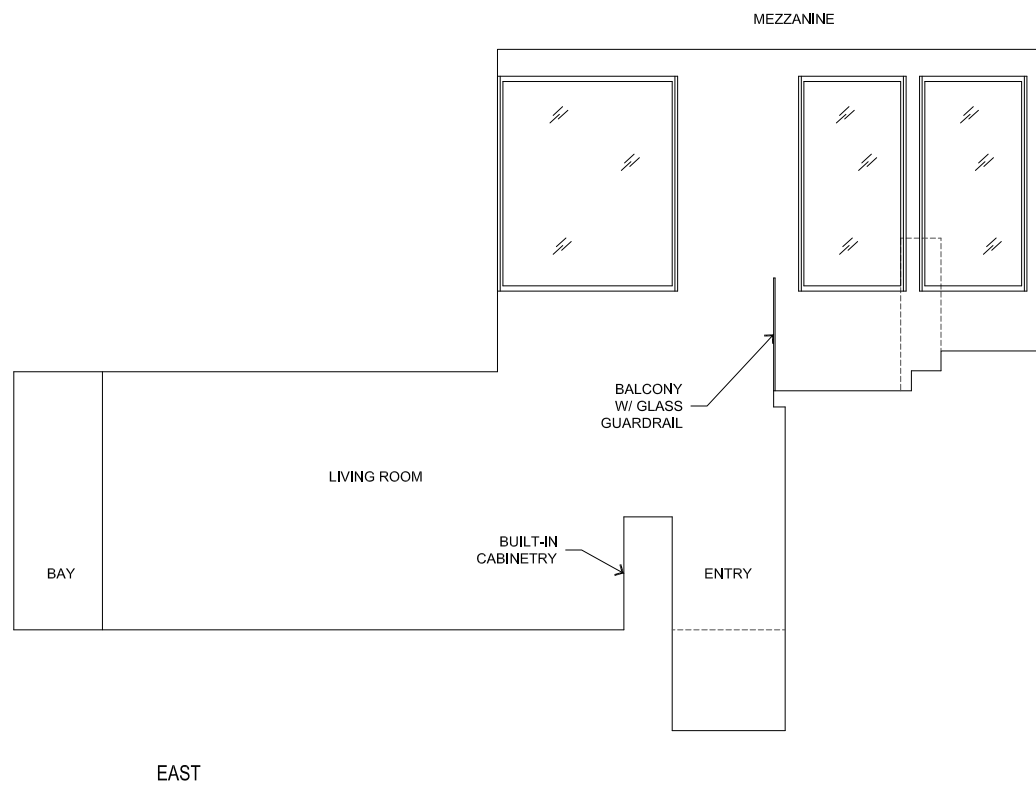 MEZZANINE
BALCONY
W/ GLASS
GUARDRAIL
LIVING ROOM
BUILT-IN
CABINETRY
BAY
ENTRY
EAST